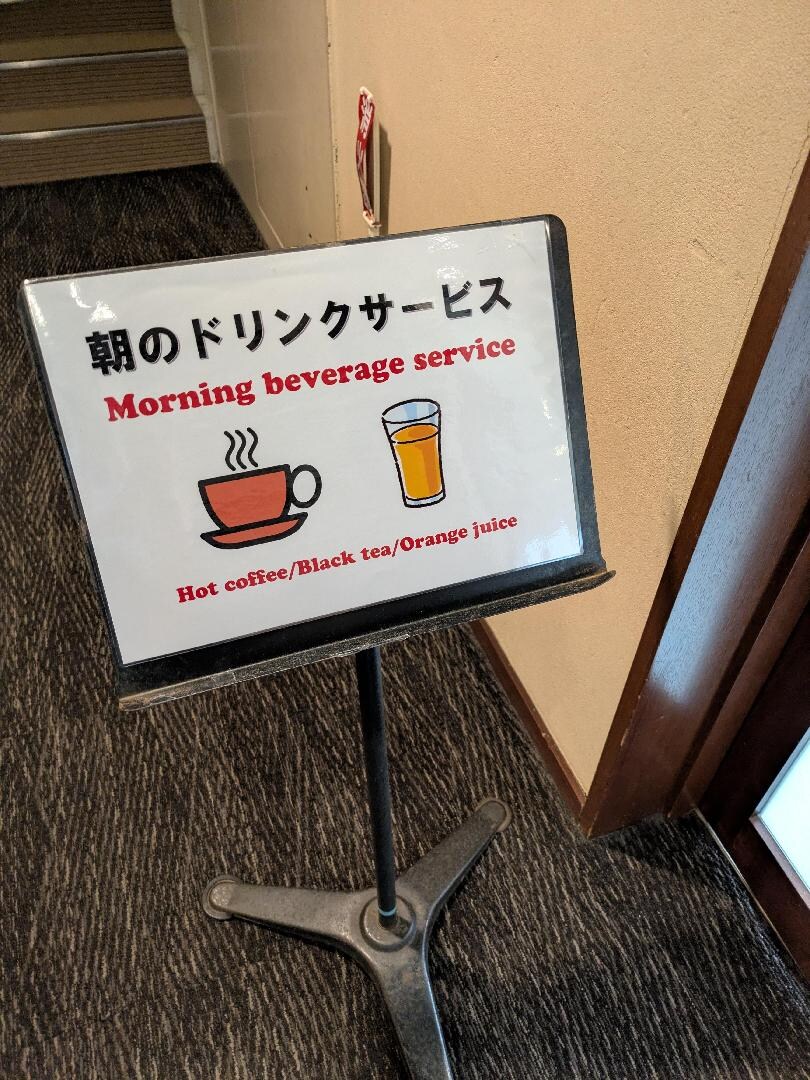 朝のドリンクサービス
Morning beverage service
Hot coffee/Black tea/Orange juice